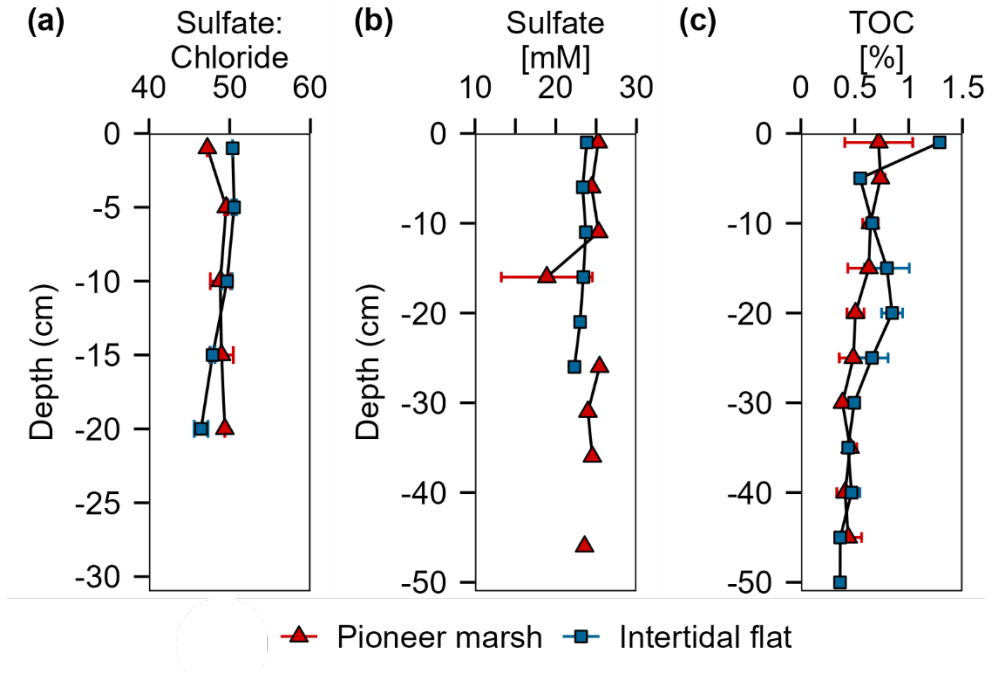 (a) Sulfate: (b) Sulfate (c) TOC
Chloride [mM] [%]
40 50 60 10 20 30 0 0.5 1 1.5
0 0 0
-5
-10 -10 -10
-15
-20 -20 -20
-25
-30 -30 -30
-40 -40
-50 -50
Depth (cm) Depth (cm)
Pioneer marsh Intertidal flat